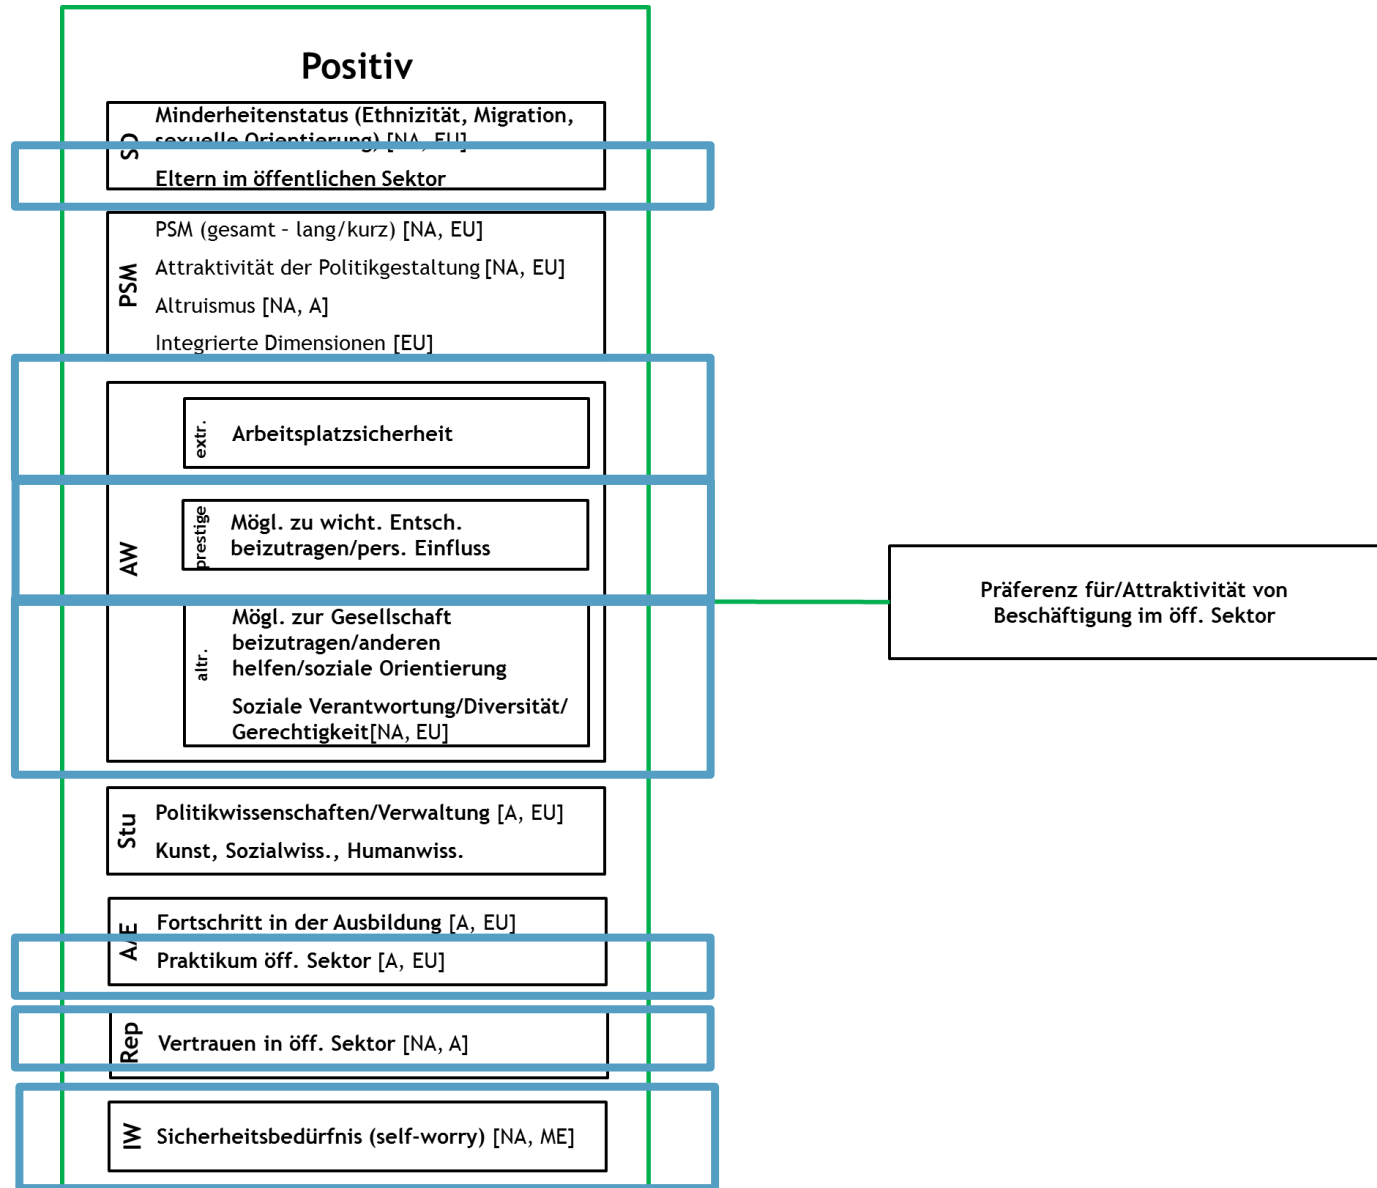 Positiv
SD
Minderheitenstatus (Ethnizität, Migration,
sexuelle Orientierung) [NA, EU]
Eltern im öffentlichen Sektor
PSM
PSM (gesamt – lang/kurz) [NA, EU]
Attraktivität der Politikgestaltung [NA, EU]
Altruismus [NA, A]
Integrierte Dimensionen [EU]
AW
extr.
Arbeitsplatzsicherheit
prestige
Mögl. zu wicht. Entsch.
beizutragen/pers. Einfluss
altr.
Mögl. zur Gesellschaft
beizutragen/anderen
helfen/soziale Orientierung
Soziale Verantwortung/Diversität/
Gerechtigkeit[NA, EU]
Stu
Politikwissenschaften/Verwaltung [A, EU]
Kunst, Sozialwiss., Humanwiss.
A/E
Fortschritt in der Ausbildung [A, EU]
Praktikum öff. Sektor [A, EU]
Rep
Vertrauen in öff. Sektor [NA, A]
IW
Sicherheitsbedürfnis (self-worry) [NA, ME]
Präferenz für/Attraktivität von
Beschäftigung im öff. Sektor